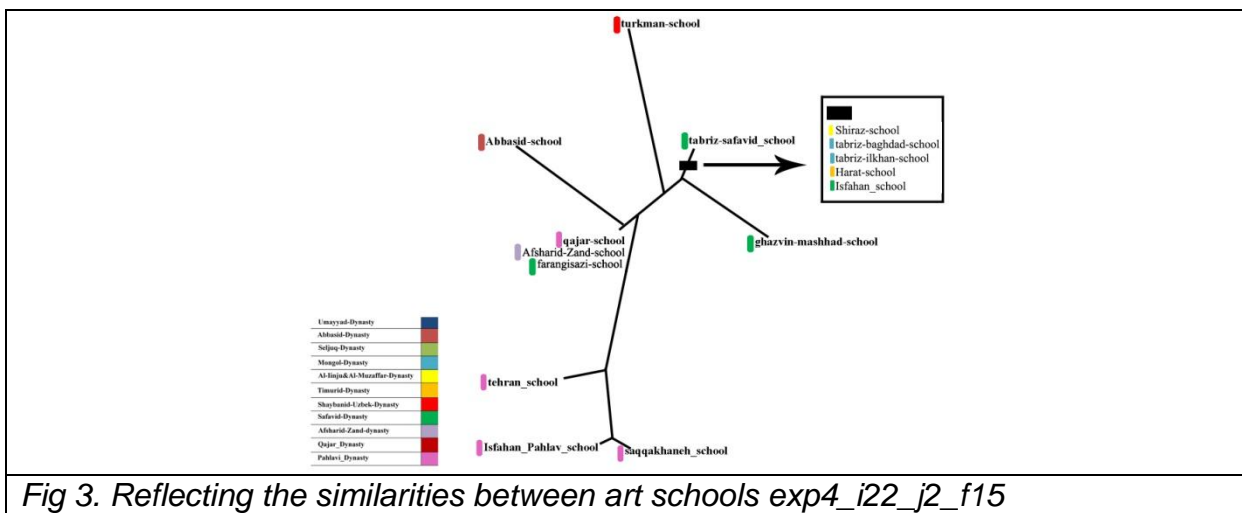 turkman-school
Abbasid-school
tabriz-safavid_school
Shiraz-school
tabriz-baghdad-school
tabriz-ilkhan-school
Harat-school
Isfahan_school
qajar-school
Afsharid-Zand-school
farangisazi-school
ghazvin-mashhad-school
Umayyad-Dynasty
Abbasid-Dynasty
Seljuq-Dynasty
Mongol-Dynasty
Al-Iinju&Al-Muzaffar-Dynasty
Timurid-Dynasty
Shaybanid-Uzbek-Dynasty
Safavid-Dynasty
Afsharid-Zand-dynasty
Qajar_Dynasty
Pahlavi_Dynasty
tehran_school
Isfahan_Pahlav_school
saqqakhaneh_school
Fig 3. Reflecting the similarities between art schools exp4_i22_j2_f15